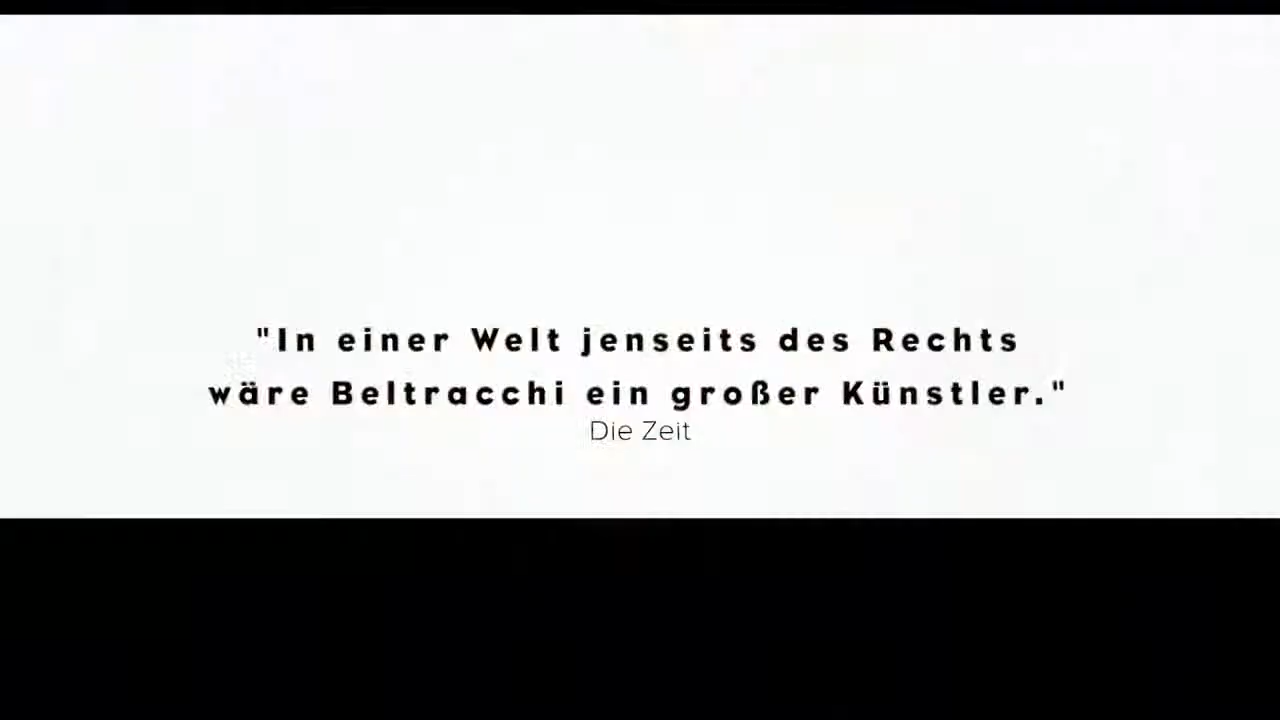 "In einer Welt jenseits des Rechts
wäre Beltracchi ein großer Künstler."
Die Zeit